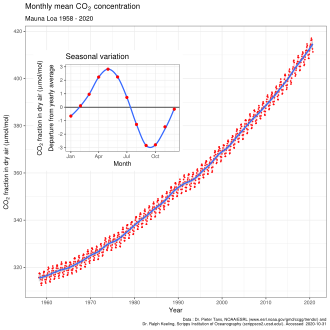 Monthly mean CO₂ concentration
Mauna Loa 1958 - 2020
Seasonal variation
CO₂ fraction in dry air (μmol/mol)
Departure from yearly average
3
2
1
0
-1
-2
-3
Jan Apr Jul Oct
Month
CO₂ fraction in dry air (μmol/mol)
420
400
380
360
340
320
1960 1970 1980 1990 2000 2010 2020
Year
Data : Dr. Pieter Tans, NOAA/ESRL (www.esrl.noaa.gov/gmd/ccgg/trends/) and
Dr. Ralph Keeling, Scripps Institution of Oceanography (scrippsco2.ucsd.edu/). Accessed 2020-10-31